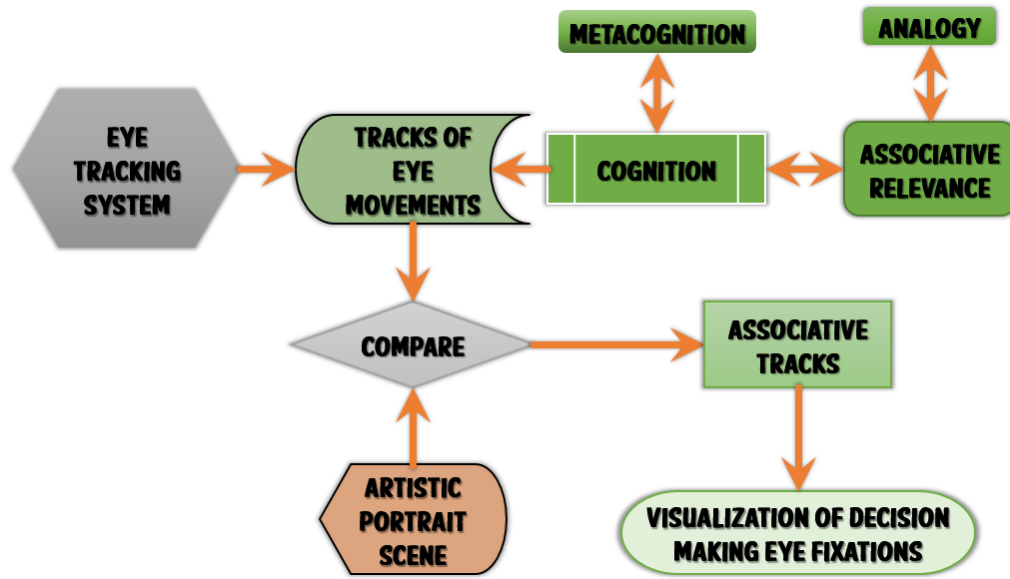 METACOGNITION
ANALOGY
EYE
TRACKING
SYSTEM
TRACKS OF
EYE
MOVEMENTS
COGNITION
ASSOCIATIVE
RELEVANCE
COMPARE
ASSOCIATIVE
TRACKS
ARTISTIC
PORTRAIT
SCENE
VISUALIZATION OF DECISION
MAKING EYE FIXATIONS